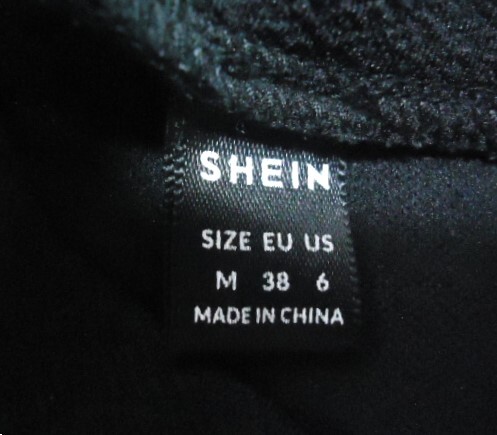 SHEIN
SIZE EU US
M 38 6
MADE IN CHINA